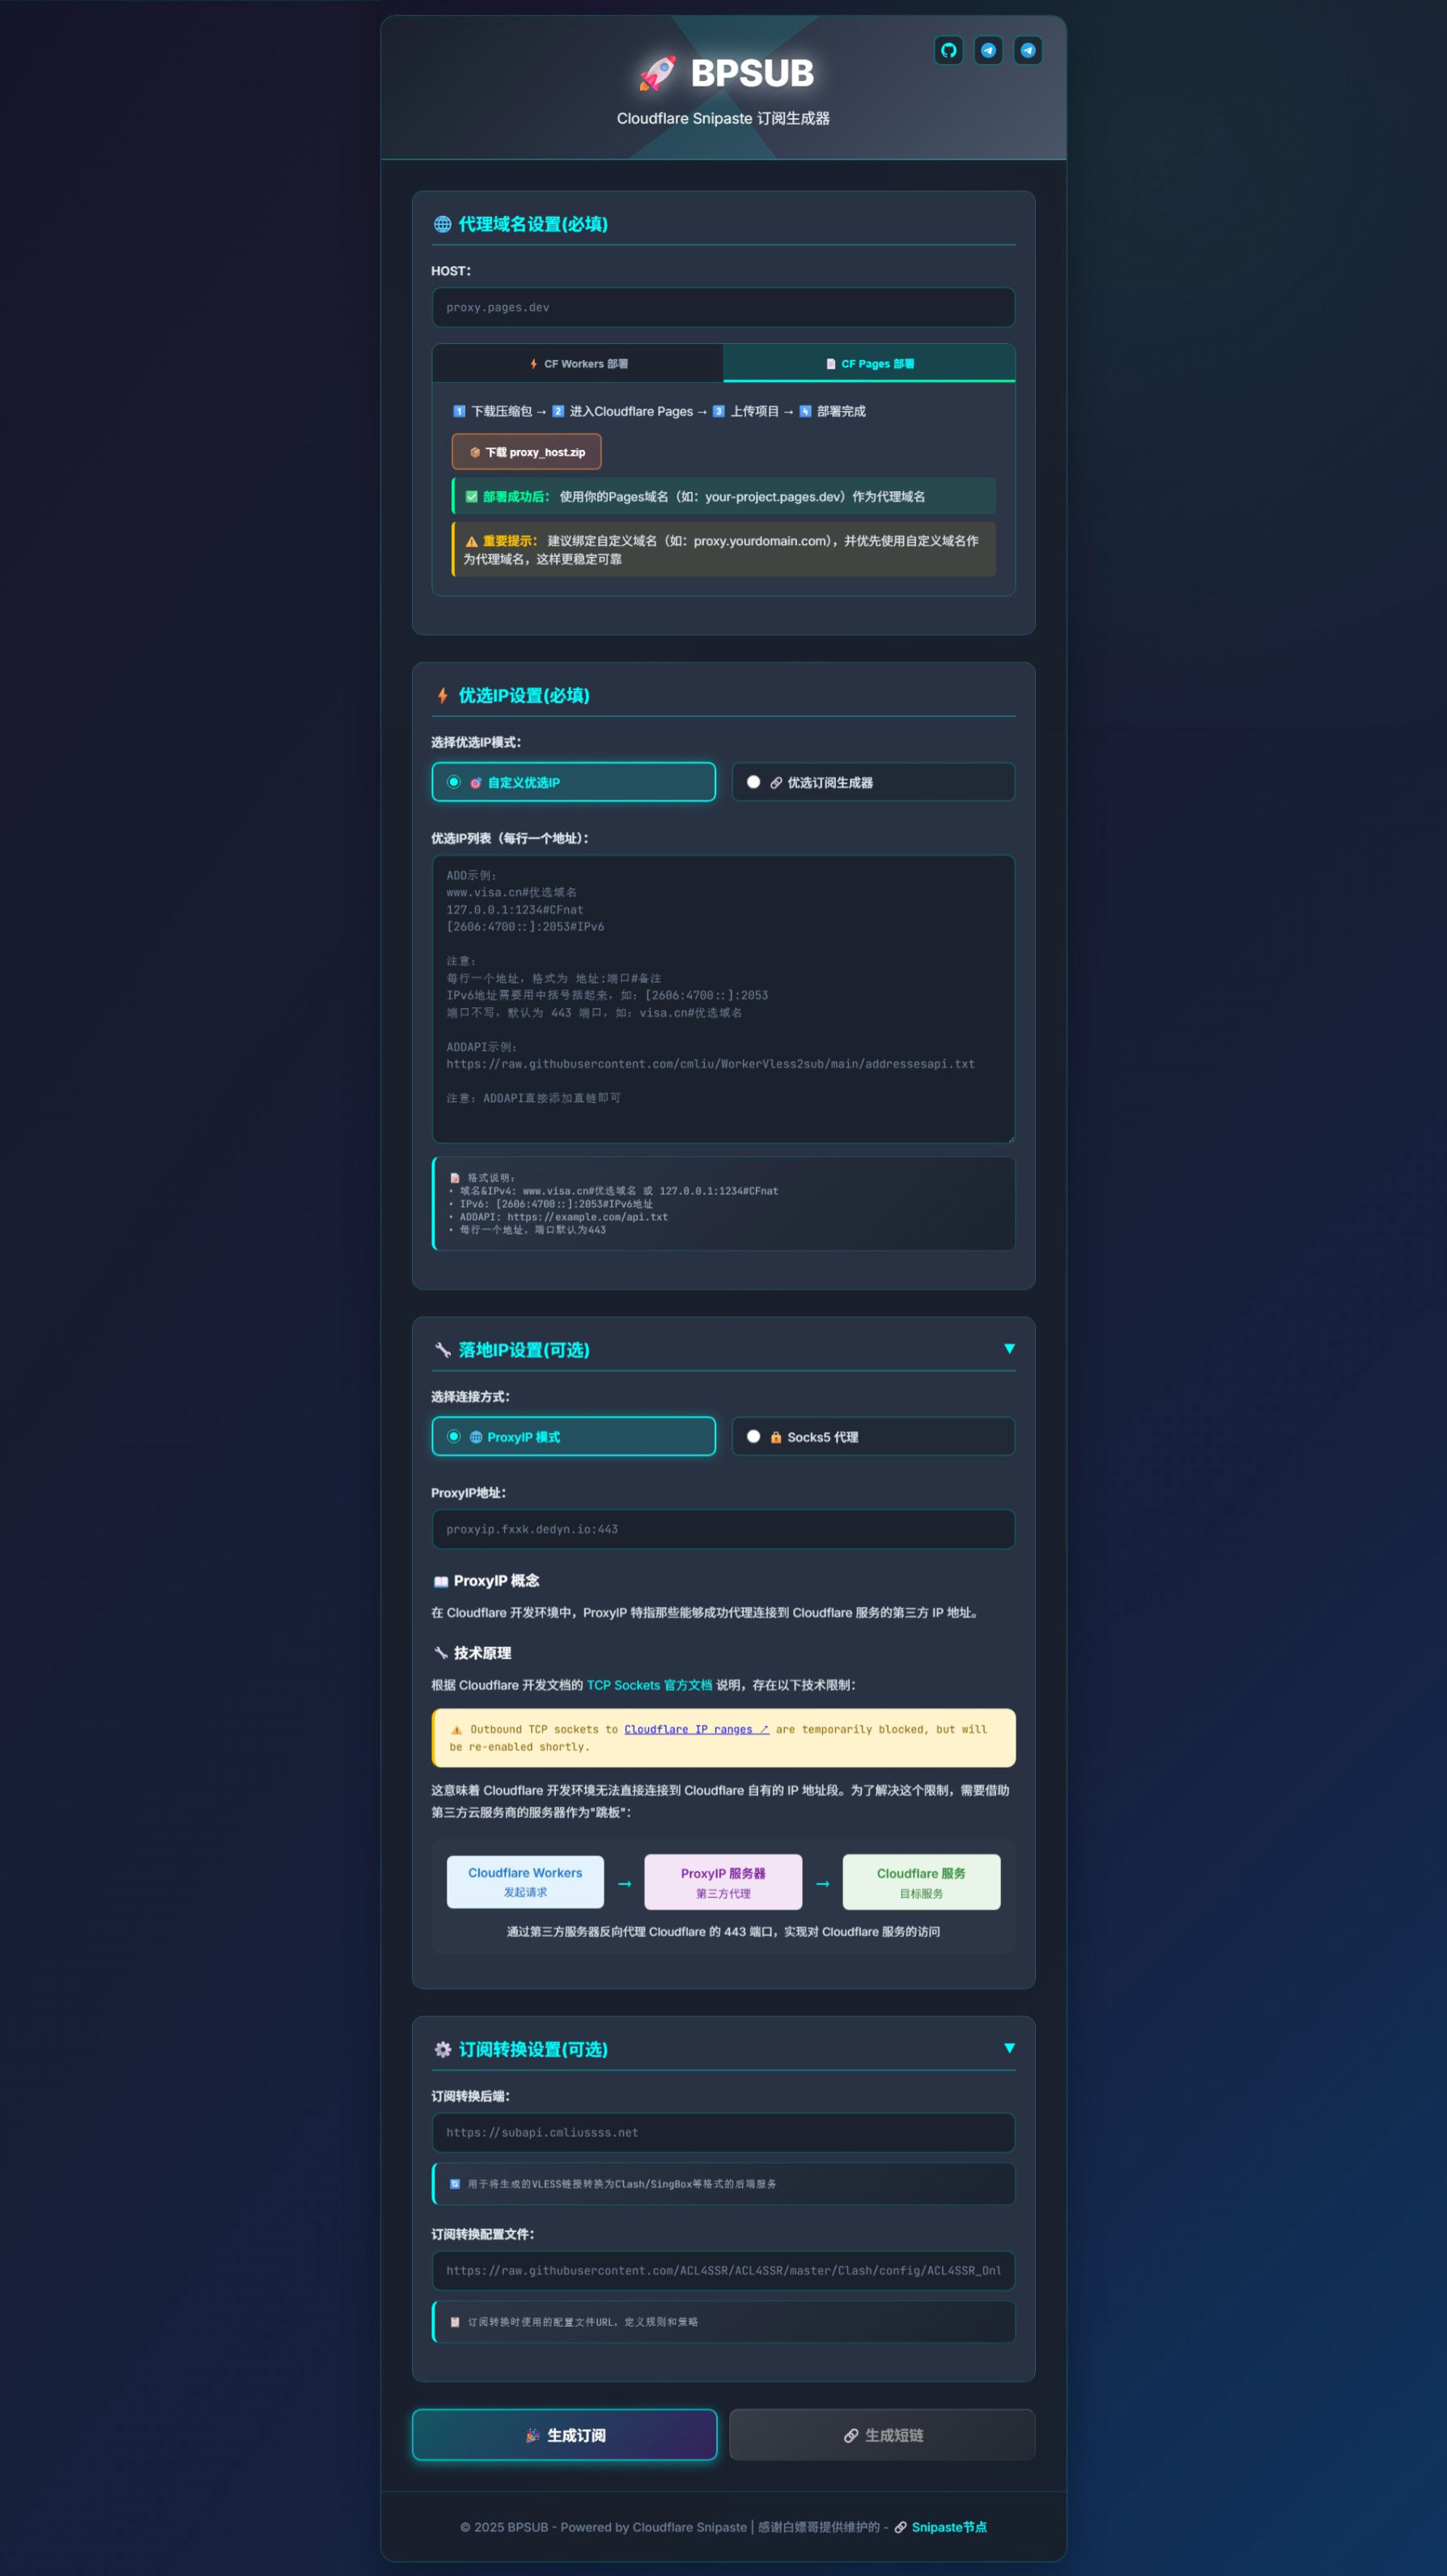 🚀 BPSUB
Cloudflare Snipaste 订阅生成器
🌐 代理域名设置(必填)
HOST：
proxy.pages.dev
⚡ CF Workers 部署
📄 CF Pages 部署
1️⃣ 下载压缩包 → 2️⃣ 进入Cloudflare Pages → 3️⃣ 上传项目 → 4️⃣ 部署完成
📦 下载 proxy_host.zip
✅ 部署成功后： 使用你的Pages域名（如：your-project.pages.dev）作为代理域名
⚠️ 重要提示： 建议绑定自定义域名（如：proxy.yourdomain.com），并优先使用自定义域名作
为代理域名，这样更稳定可靠
⚡ 优选IP设置(必填)
选择优选IP模式：
🎯 自定义优选IP
🔗 优选订阅生成器
优选IP列表（每行一个地址）：
ADD示例：
www.visa.cn#优选域名
127.0.0.1:1234#CFnat
[2606:4700::]:2053#IPv6
注意：
每行一个地址，格式为 地址:端口#备注
IPv6地址需要用中括号括起来，如：[2606:4700::]:2053
端口不写，默认为 443 端口，如：visa.cn#优选域名
ADDAPI示例：
https://raw.githubusercontent.com/cmliu/WorkerVless2sub/main/addressesapi.txt
注意：ADDAPI直接添加直链即可
📝 格式说明：
• 域名&IPv4: www.visa.cn#优选域名 或 127.0.0.1:1234#CFnat
• IPv6: [2606:4700::]:2053#IPv6地址
• ADDAPI: https://example.com/api.txt
• 每行一个地址，端口默认为443
🔧 落地IP设置(可选)
▼
选择连接方式：
🌐 ProxyIP 模式
🔒 Socks5 代理
ProxyIP地址：
proxyip.fxxk.dedyn.io:443
📖 ProxyIP 概念
在 Cloudflare 开发环境中，ProxyIP 特指那些能够成功代理连接到 Cloudflare 服务的第三方 IP 地址。
🔧 技术原理
根据 Cloudflare 开发文档的 TCP Sockets 官方文档 说明，存在以下技术限制：
⚠️ Outbound TCP sockets to Cloudflare IP ranges ↗ are temporarily blocked, but will
be re-enabled shortly.
这意味着 Cloudflare 开发环境无法直接连接到 Cloudflare 自有的 IP 地址段。为了解决这个限制，需要借助
第三方云服务商的服务器作为"跳板"：
Cloudflare Workers
发起请求
→
ProxyIP 服务器
第三方代理
→
Cloudflare 服务
目标服务
通过第三方服务器反向代理 Cloudflare 的 443 端口，实现对 Cloudflare 服务的访问
⚙️ 订阅转换设置(可选)
▼
订阅转换后端：
https://subapi.cmliussss.net
🔄 用于将生成的VLESS链接转换为Clash/SingBox等格式的后端服务
订阅转换配置文件：
https://raw.githubusercontent.com/ACL4SSR/ACL4SSR/master/Clash/config/ACL4SSR_Onl
📋 订阅转换时使用的配置文件URL，定义规则和策略
🎉 生成订阅
🔗 生成短链
© 2025 BPSUB - Powered by Cloudflare Snipaste | 感谢白嫖哥提供维护的 - 🔗 Snipaste节点